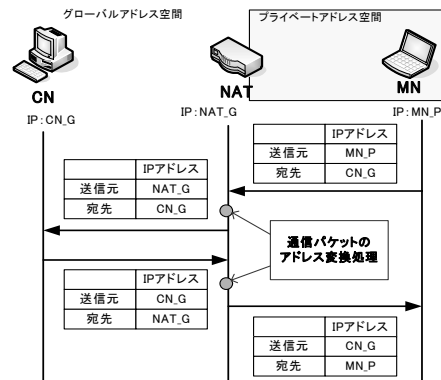 グローバルアドレス空間
プライベートアドレス空間
CN
NAT
MN
IP:CN_G
IP:NAT_G
IP:MN_P
IPアドレス
送信元 MN_P
宛先 CN_G
IPアドレス
送信元 NAT_G
宛先 CN_G
通信パケットの
アドレス変換処理
IPアドレス
送信元 CN_G
宛先 NAT_G
IPアドレス
送信元 CN_G
宛先 MN_P